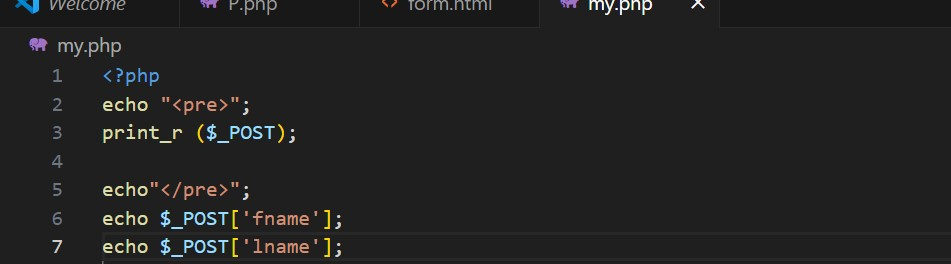 Welcome P.php form.html my.php
my.php
1 <?php
2 echo "<pre>";
3 print_r ($_POST);
4
5 echo"</pre>";
6 echo $_POST['fname'];
7 echo $_POST['lname'];